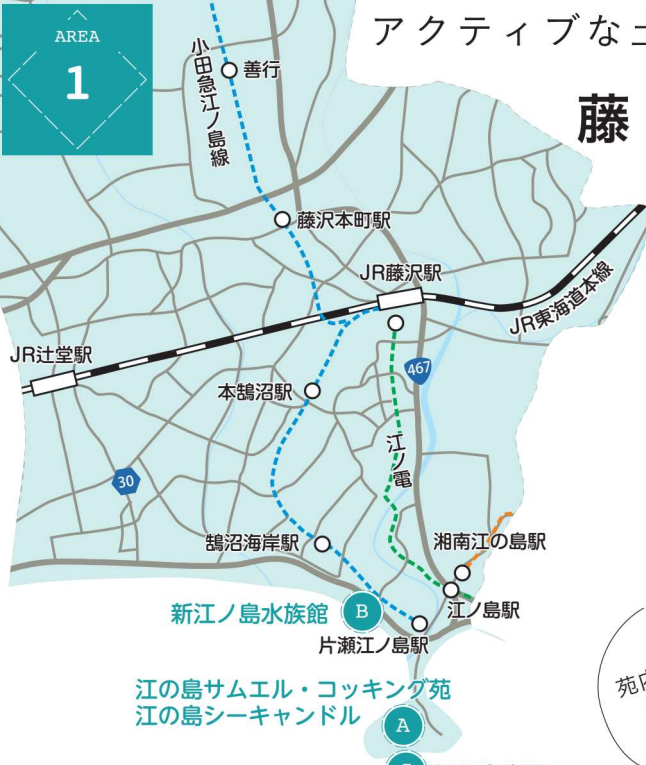 AREA
1
アクティブな
藤
小田急江ノ島線
善行
藤沢本町駅
JR藤沢駅
JR東海道本線
JR辻堂駅
467
本鵠沼駅
江ノ電
30
鵠沼海岸駅
湘南江の島駅
新江ノ島水族館
B
江ノ島駅
片瀬江ノ島駅
江の島サムエル・コッキング苑
江の島シーキャンドル
A
苑内